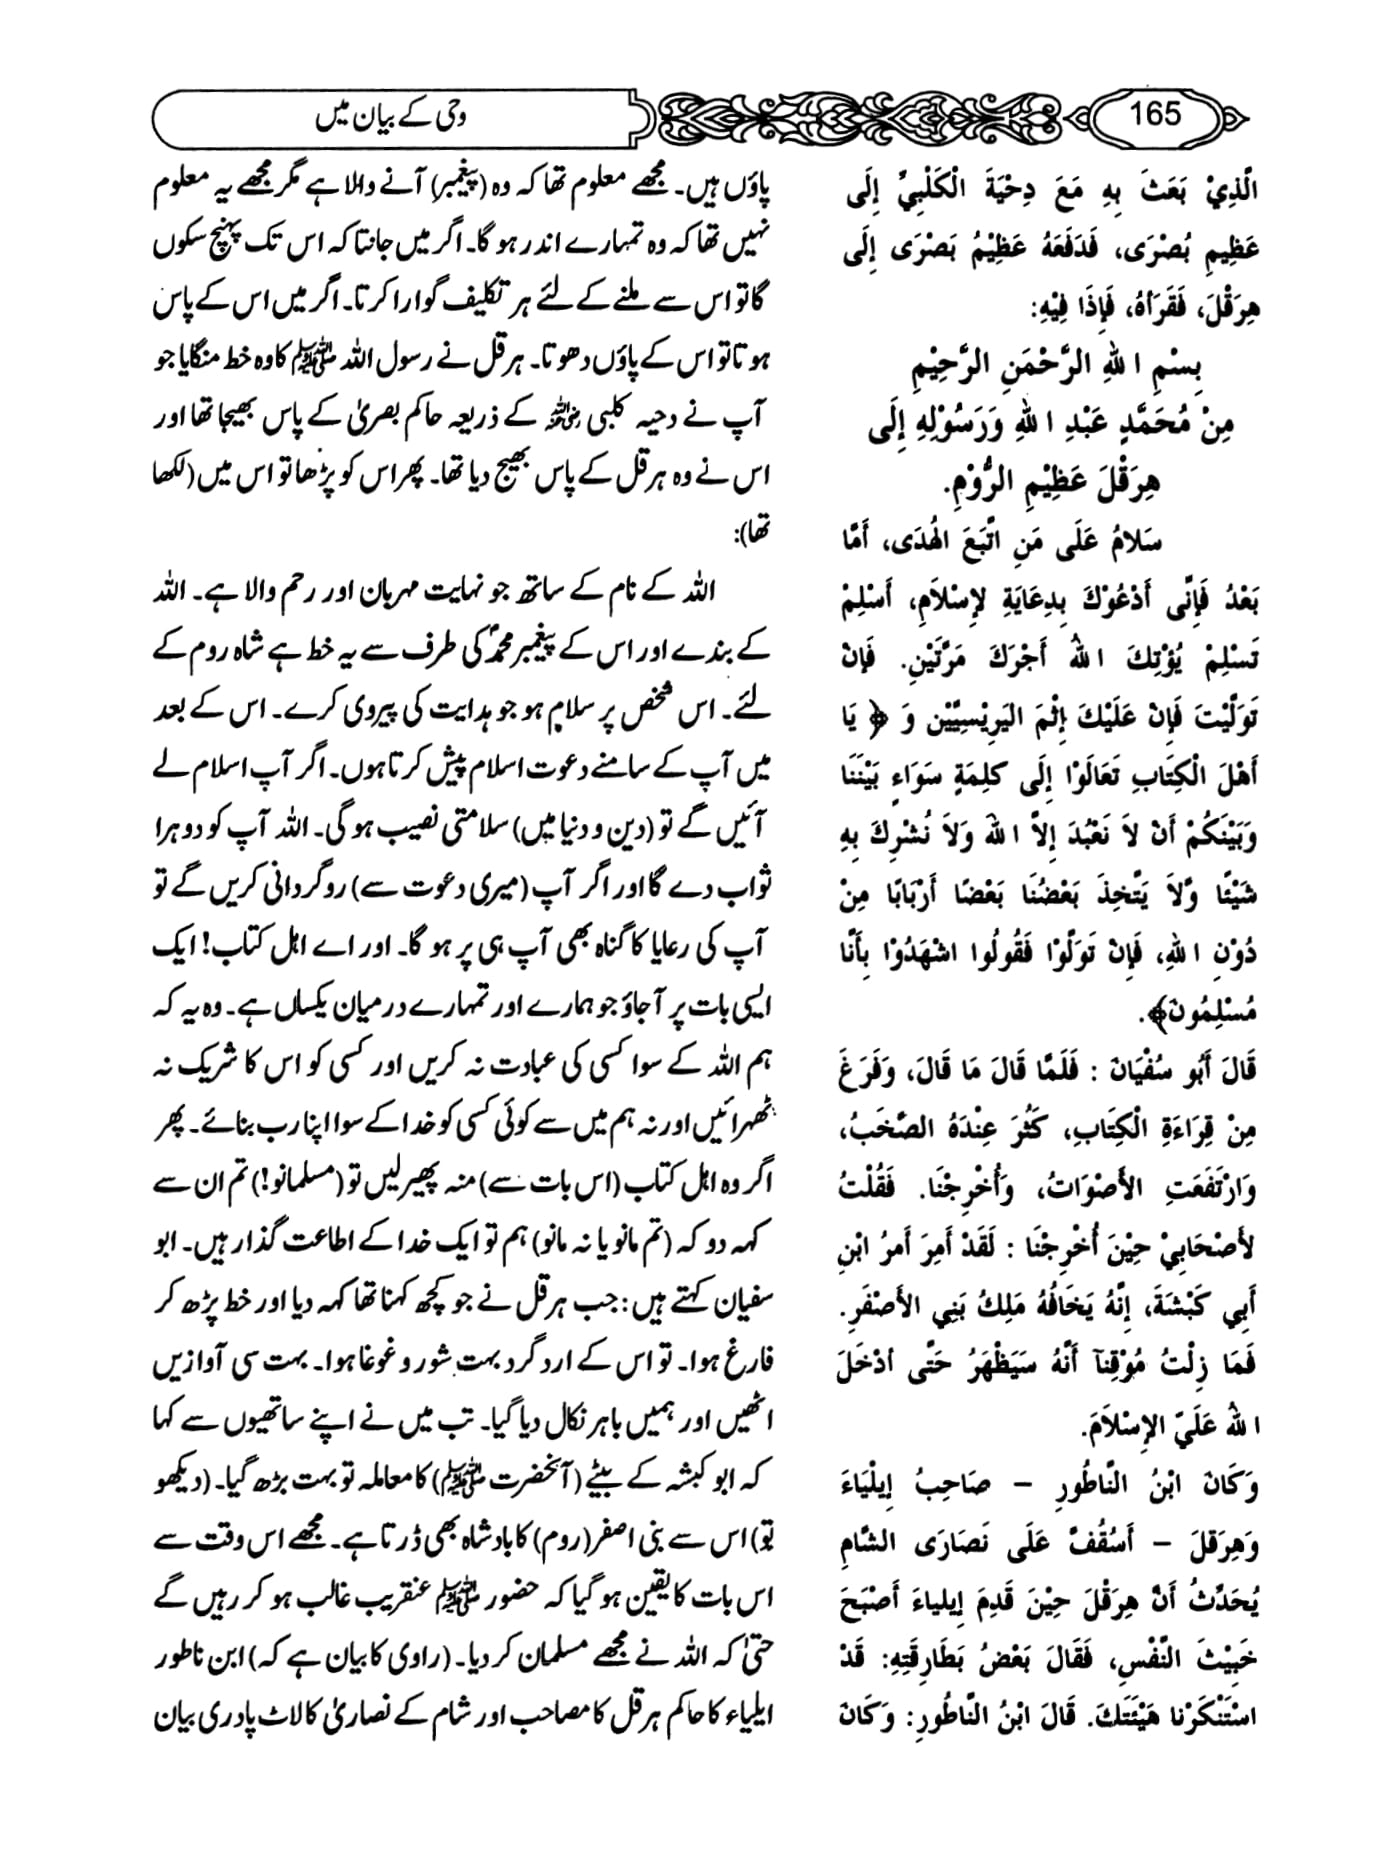 165
وحی کے بیان میں
الَّذِيْ بَعَثَ بِهِ مَعَ دِحْيَةَ الْكَلْبِيِّ إِلَى
عَظِيمِ بُصْرَى، فَدَفَعَهُ عَظِيْمُ بَصْرَى إِلَى
هِرَقْلَ، فَقَرَأَهُ، فَإِذَا فِيْهِ:
بِسْمِ اللهِ الرَّحْمَنِ الرَّحِيْمِ
مِنْ مُحَمَّدٍ عَبْدِ اللهِ وَرَسُوْلِهِ إِلَى
هِرَقْلَ عَظِيْمِ الرُّوْمِ.
سَلَامُ عَلَى مَنِ اتَّبَعَ الْهُدَى، أَمَّا
بَعْدُ فَإِنَّى أَدْعُوْكَ بِدِعَايَةِ لإِسْلَامِ، أَسْلِمْ
تَسْلِمْ يُؤْتِكَ اللهُ أَجْرَكَ مَرَّتَيْنِ. فَإِنْ
تَوَلَّيْتَ فَإِنْ عَلَيْكَ إِثْمَ اليَرِيْسِيِّيْن وَ ﴿ يَا
أَهْلَ الْكِتَابِ تَعَالَوْا إِلَى كَلِمَةٍ سَوَاءٍ بَيْنَنَا
وَبَيْنَكُمْ أَنْ لاَ نَعْبُدَ إِلاَّ اللهَ وَلاَ نُشْرِكَ بِهِ
شَيْئًا وَّلاَ يَتَّخِذَ بَعْضُنَا بَعْضًا أَرْبَابًا مِنْ
دُوْنِ اللهِ، فَإِنْ تَوَلَّوْا فَقُولُوا اشْهَدُوْا بِأَنَّا
مُسْلِمُونَ﴾.
قَالَ أَبُو سُفْيَانَ : فَلَمَّا قَالَ مَا قَالَ، وَفَرَغَ
مِنْ قِرَاءَةِ الْكِتَابِ، كَثُرَ عِنْدَهُ الصَّخَبُ،
وَارْتَفَعَتِ الأَصْوَاتُ، وَأُخْرِجْنَا. فَقُلْتُ
لأَصْحَابِيْ حِيْنَ أُخْرِجْنَا : لَقَدْ أَمِرَ أَمرُ ابْنِ
أَبِي كَبْشَةَ، إِنَّهُ يَخَافُهُ مَلِكُ بَنِي الأَصْفَرِ.
فَمَا زِلْتُ مُوْقِنًا أَنَّهُ سَيَظْهَرُ حَتَّى أدْخَلَ
اللهُ عَلَيَّ الإِسْلاَمَ.
وَكَانَ ابْنُ النَّاطُورِ – صَاحِبُ إِيلْيَاءَ
وَهِرَقلَ – أَسُقُفَّ عَلَى نَصَارَى الشَّامِ
يُحَدِّثُ أَنَّ هِرَقْلَ حِيْنَ قَدِمَ إِيلياءَ أَصْبَحَ
خَبِيْثَ النَّفْسِ، فَقَالَ بَعْضُ بَطَارِقَتِهِ: قَدْ
اسْتَنْكَرْنا هَيْئَتَكَ. قَالَ ابْنُ النَّاطُورِ: وَكَانَ
پاؤں ہیں۔ مجھے معلوم تھا کہ وہ (پیغمبر) آنے والا ہے مگر مجھے یہ معلوم
نہیں تھا کہ وہ تمہارے اندر ہو گا۔ اگر میں جانتا کہ اس تک پہنچ سکوں
گا تو اس سے ملنے کے لئے ہر تکلیف گوارا کرتا۔ اگر میں اس کے پاس
ہوتا تو اس کے پاؤں دھوتا۔ ہرقل نے رسول اللہ ﷺ کا وہ خط منگایا جو
آپ نے دحیہ کلبی رضی اللہ عنہ کے ذریعہ حاکم بصریٰ کے پاس بھیجا تھا اور
اس نے وہ ہرقل کے پاس بھیج دیا تھا۔ پھر اس کو پڑھا تو اس میں (لکھا
تھا):
اللہ کے نام کے ساتھ جو نہایت مہربان اور رحم والا ہے۔ اللہ
کے بندے اور اس کے پیغمبر محمدؐ کی طرف سے یہ خط ہے شاہ روم کے
لئے۔ اس شخص پر سلام ہو جو ہدایت کی پیروی کرے۔ اس کے بعد
میں آپ کے سامنے دعوت اسلام پیش کرتا ہوں۔ اگر آپ اسلام لے
آئیں گے تو (دین و دنیا میں) سلامتی نصیب ہو گی۔ اللہ آپ کو دوہرا
ثواب دے گا اور اگر آپ (میری دعوت سے) روگردانی کریں گے تو
آپ کی رعایا کا گناہ بھی آپ ہی پر ہو گا۔ اور اے اہل کتاب! ایک
ایسی بات پر آجاؤ جو ہمارے اور تمہارے درمیان یکساں ہے۔ وہ یہ کہ
ہم اللہ کے سوا کسی کی عبادت نہ کریں اور کسی کو اس کا شریک نہ
ٹھہرائیں اور نہ ہم میں سے کوئی کسی کو خدا کے سوا اپنا رب بنائے۔ پھر
اگر وہ اہل کتاب (اس بات سے) منہ پھیر لیں تو (مسلمانو!) تم ان سے
کہہ دو کہ (تم مانو یا نہ مانو) ہم تو ایک خدا کے اطاعت گذار ہیں۔ ابو
سفیان کہتے ہیں: جب ہرقل نے جو کچھ کہنا تھا کہہ دیا اور خط پڑھ کر
فارغ ہوا۔ تو اس کے اردگرد بہت شور و غوغا ہوا۔ بہت سی آوازیں
اٹھیں اور ہمیں باہر نکال دیا گیا۔ تب میں نے اپنے ساتھیوں سے کہا
کہ ابو کبشہ کے بیٹے (آنحضرت ﷺ) کا معاملہ تو بہت بڑھ گیا۔ (دیکھو
تو) اس سے بنی اصفر (روم) کا بادشاہ بھی ڈرتا ہے۔ مجھے اس وقت سے
اس بات کا یقین ہو گیا کہ حضور ﷺ عنقریب غالب ہو کر رہیں گے
حتیٰ کہ اللہ نے مجھے مسلمان کر دیا۔ (راوی کا بیان ہے کہ) ابن ناطور
ایلیاء کا حاکم ہرقل کا مصاحب اور شام کے نصاریٰ کا لاٹ پادری بیان